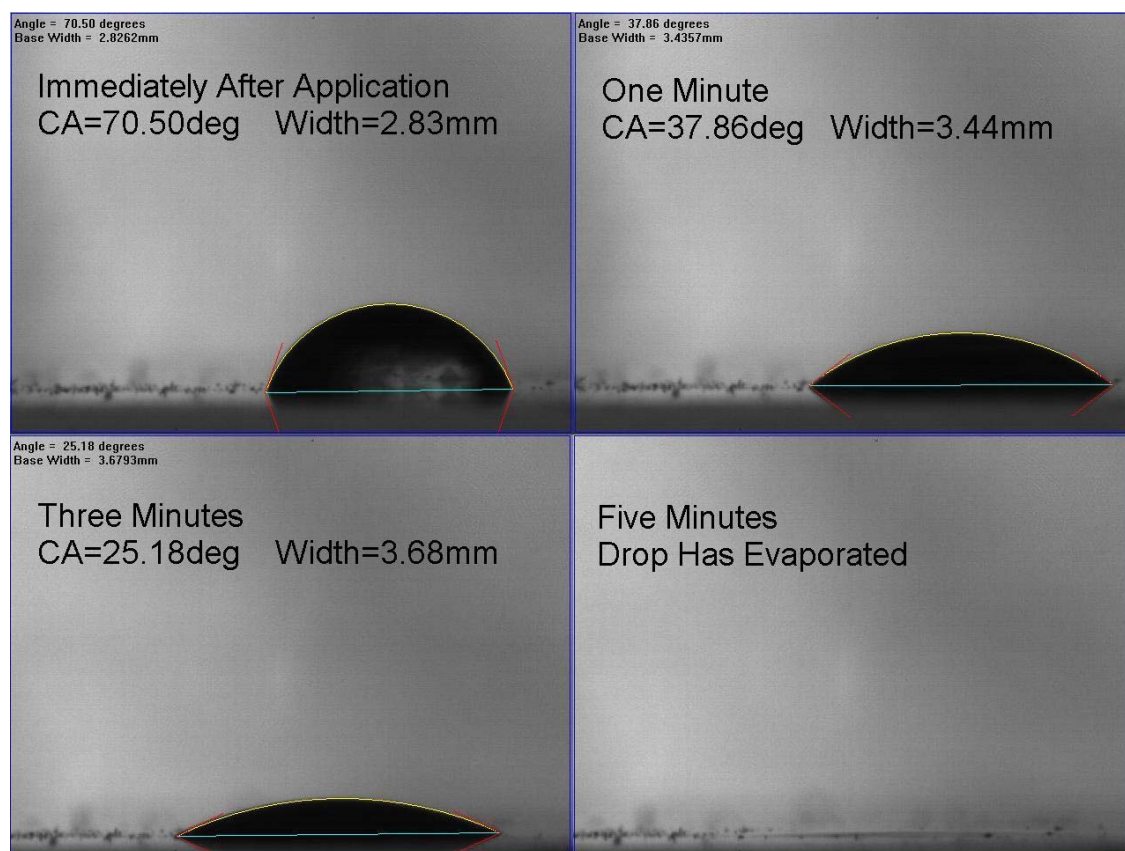 Angle = 70.50 degrees
Base Width = 2.8262mm
Immediately After Application
CA=70.50deg Width=2.83mm
Angle = 37.86 degrees
Base Width = 3.4357mm
One Minute
CA=37.86deg Width=3.44mm
Angle = 25.18 degrees
Base Width = 3.6793mm
Three Minutes
CA=25.18deg Width=3.68mm
Five Minutes
Drop Has Evaporated